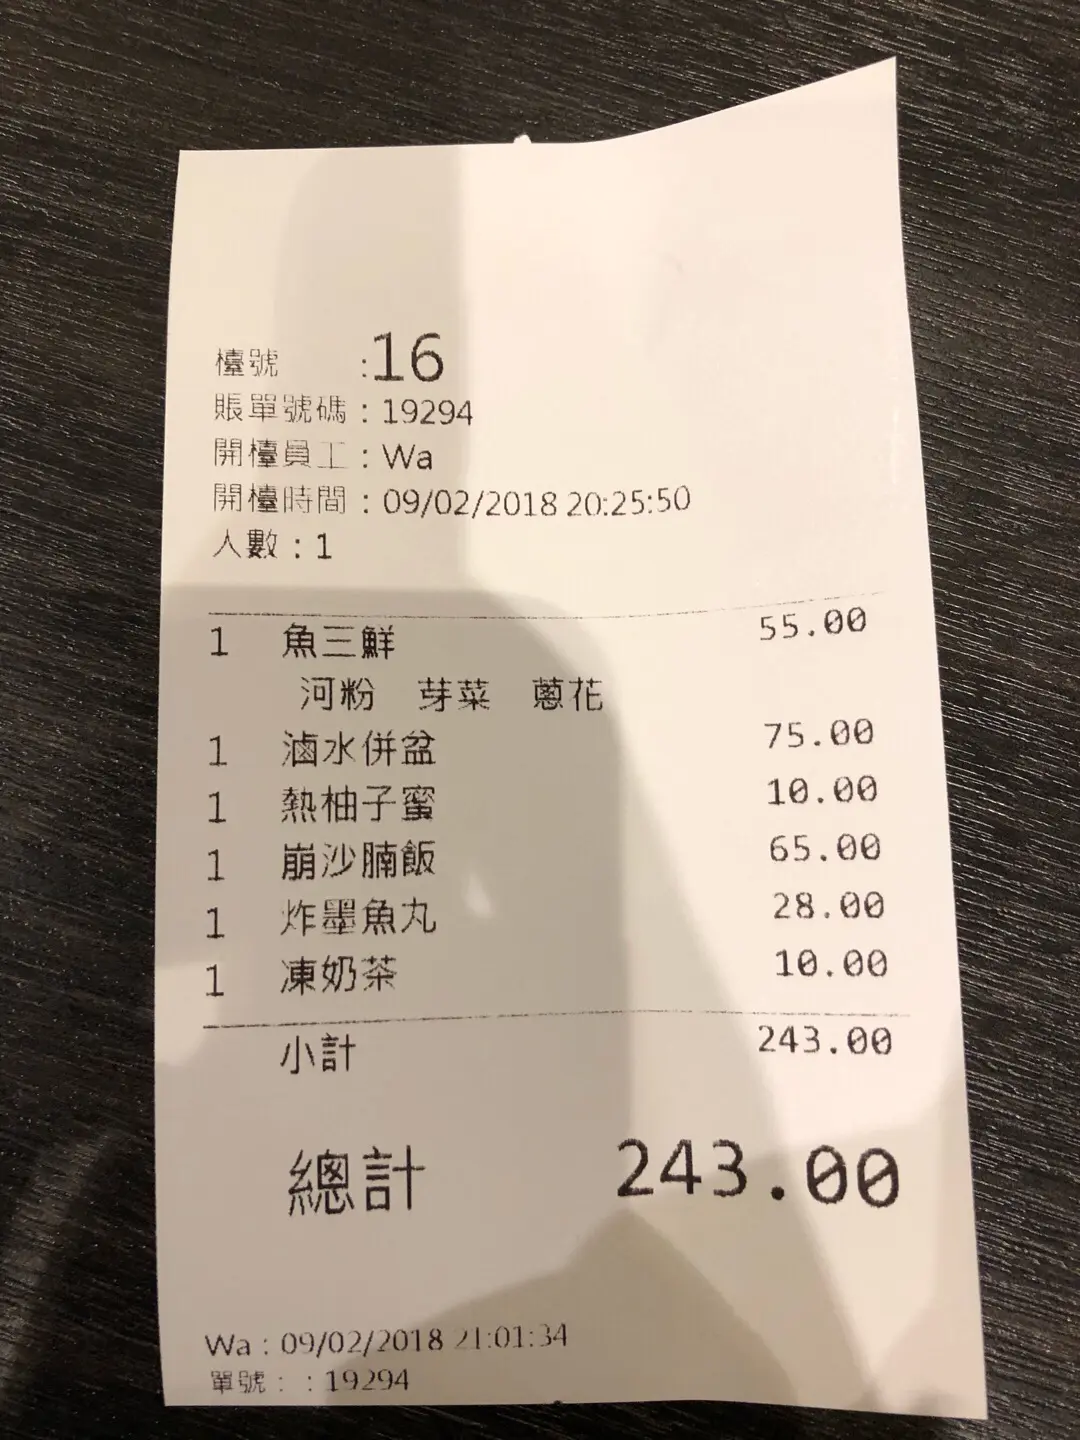 檯號 :16
賬單號碼 : 19294
開檯員工 : Wa
開檯時間 : 09/02/2018 20:25:50
人數 : 1
1 魚三鮮 55.00
河粉 芽菜 蔥花
1 滷水併盆 75.00
1 熱柚子蜜 10.00
1 崩沙腩飯 65.00
1 炸墨魚丸 28.00
1 凍奶茶 10.00
小計 243.00
總計 243.00
Wa : 09/02/2018 21:01:34
單號 : : 19294